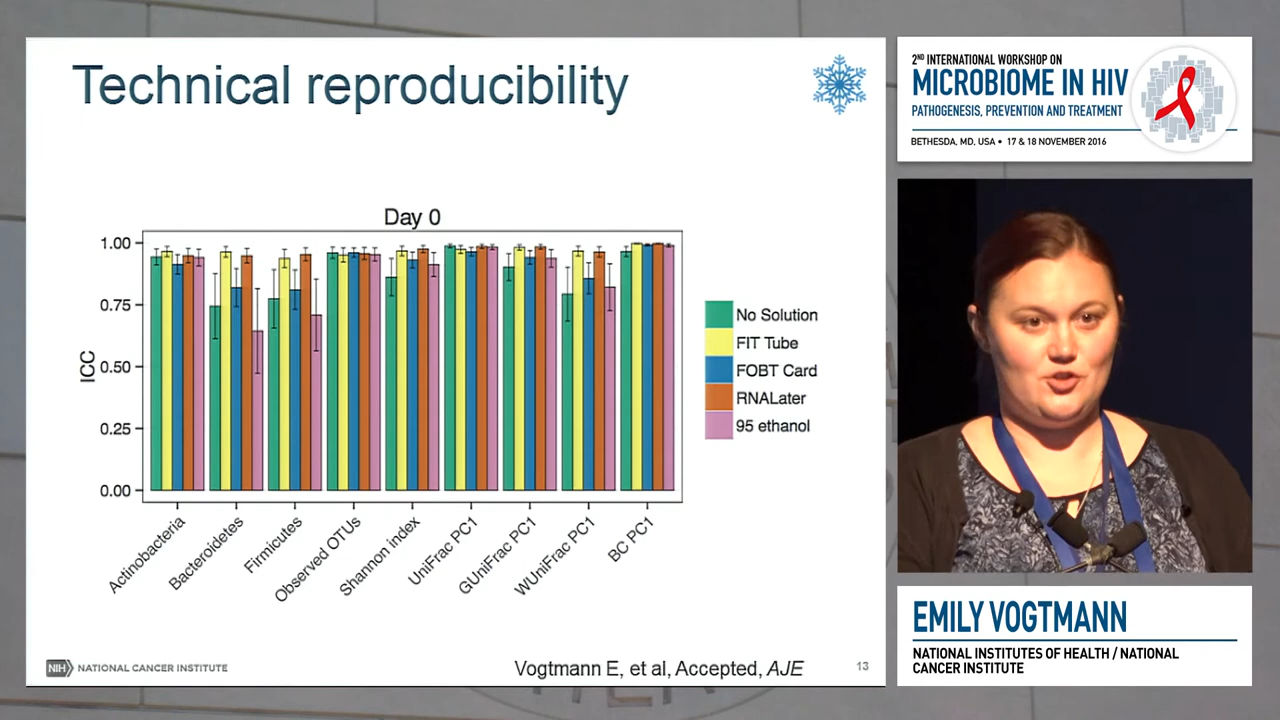 Technical reproducibility
Day 0
ICC
1.00
0.75
0.50
0.25
0.00
Actinobacteria
Bacteroidetes
Firmicutes
Observed OTUs
Shannon index
UniFrac PC1
GUniFrac PC1
WUniFrac PC1
BC PC1
No Solution
FIT Tube
FOBT Card
RNALater
95 ethanol
NIH NATIONAL CANCER INSTITUTE
Vogtmann E, et al, Accepted, AJE
13
2ND INTERNATIONAL WORKSHOP ON
MICROBIOME IN HIV
PATHOGENESIS, PREVENTION AND TREATMENT
BETHESDA, MD, USA • 17 & 18 NOVEMBER 2016
EMILY VOGTMANN
NATIONAL INSTITUTES OF HEALTH / NATIONAL
CANCER INSTITUTE